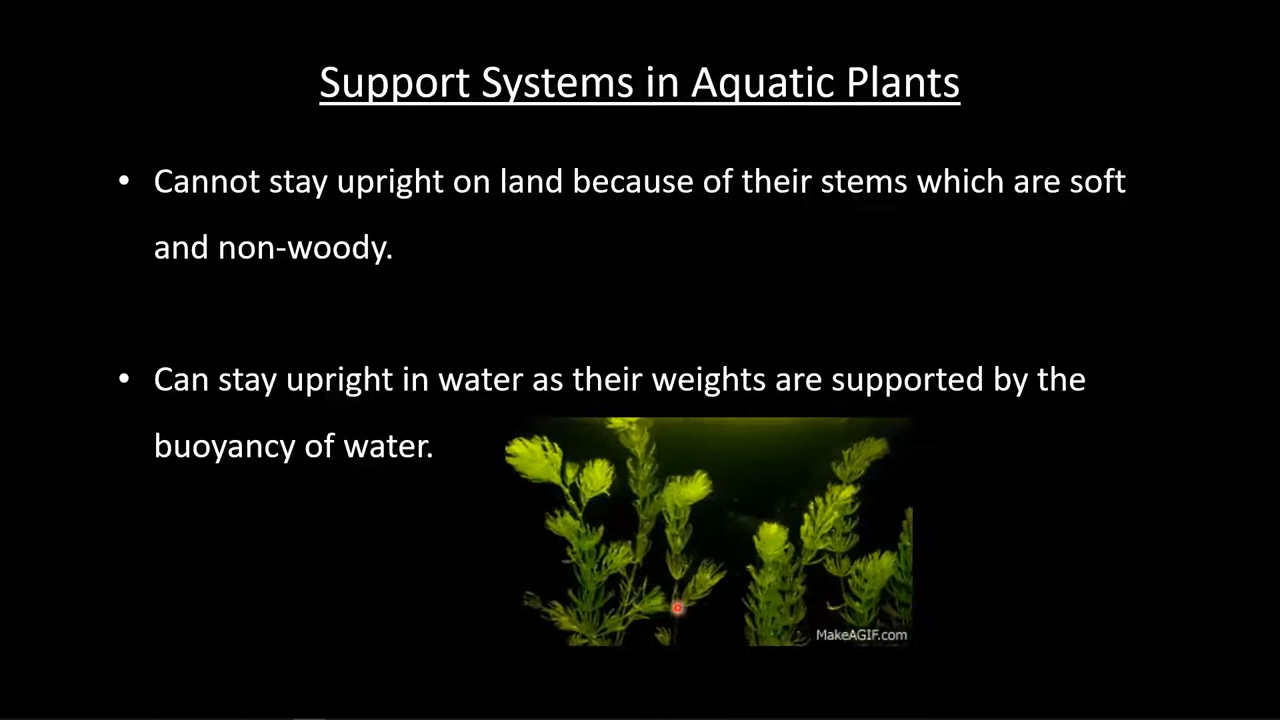 Support Systems in Aquatic Plants
• Cannot stay upright on land because of their stems which are soft
and non-woody.
• Can stay upright in water as their weights are supported by the
buoyancy of water.
MakeAGIF.com